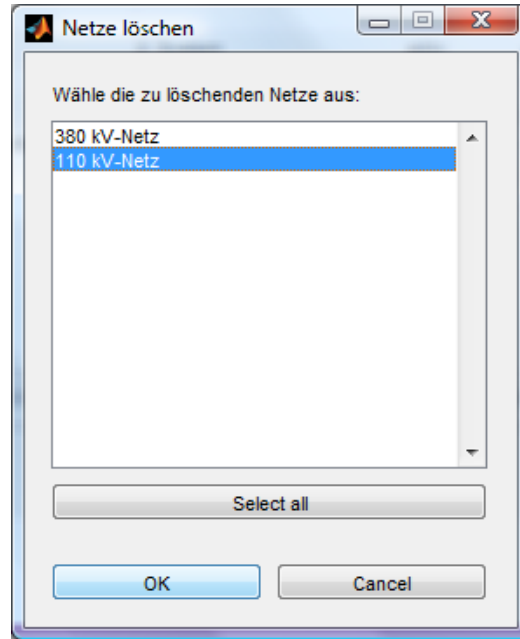 Netze löschen
Wähle die zu löschenden Netze aus:
380 kV-Netz
110 kV-Netz
Select all
OK Cancel